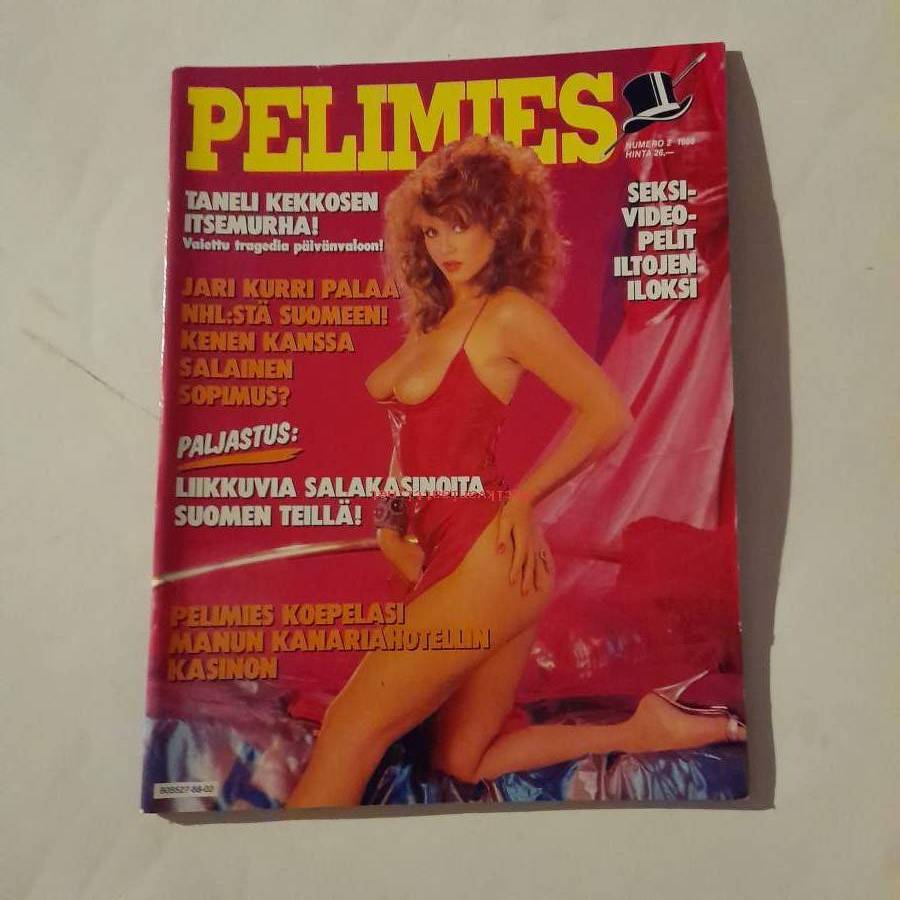 PELIMIES
NUMERO 2 1988
HINTA 26,—
TANELI KEKKOSEN
ITSEMURHA!
Vaiettu tragedia päivänvaloon!
SEKSI-
VIDEO-
PELIT
ILTOJEN
ILOKSI
JARI KURRI PALAA
NHL:STÄ SUOMEEN!
KENEN KANSSA
SALAINEN
SOPIMUS?
PALJASTUS:
LIIKKUVIA SALAKASINOITA
SUOMEN TEILLÄ!
PELIMIES KOEPELASI
MANUN KANARIAHOTELLIN
KASINON
805527-88-02